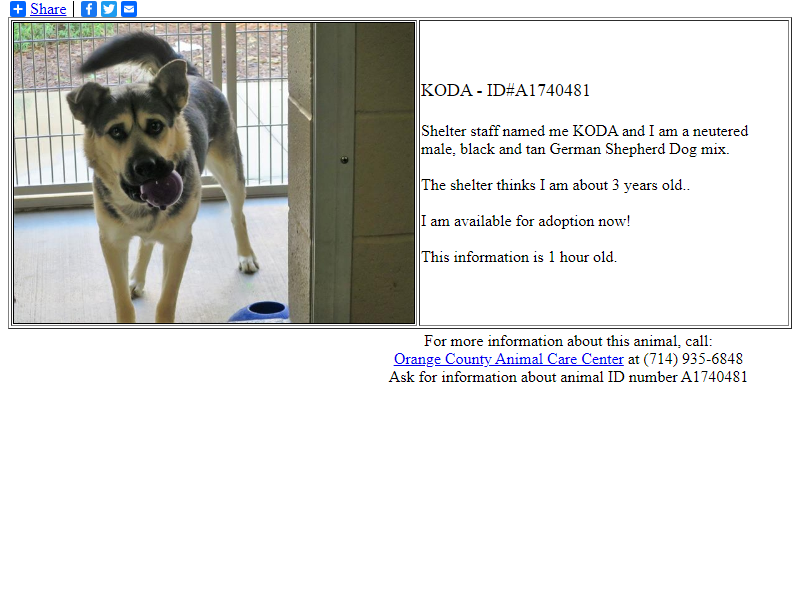 Share
KODA - ID#A1740481
Shelter staff named me KODA and I am a neutered
male, black and tan German Shepherd Dog mix.
The shelter thinks I am about 3 years old..
I am available for adoption now!
This information is 1 hour old.
For more information about this animal, call:
Orange County Animal Care Center at (714) 935-6848
Ask for information about animal ID number A1740481